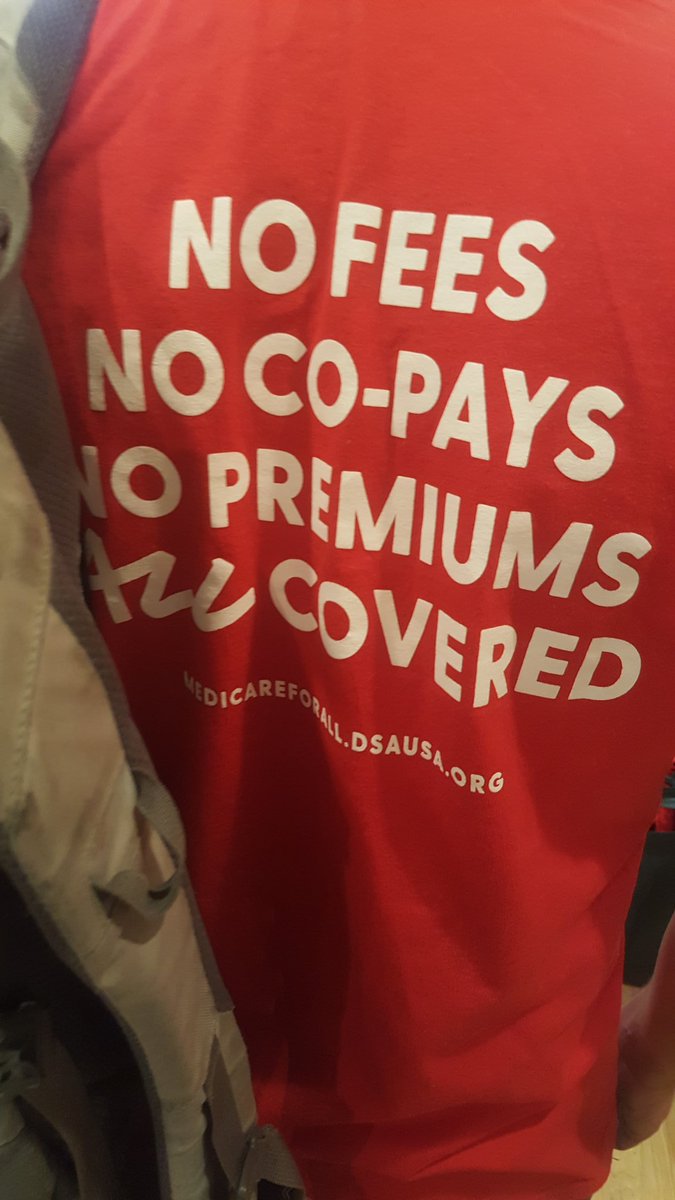 NO FEES
NO CO-PAYS
NO PREMIUMS
ALL COVERED
MEDICAREFORALL.DSAUSA.ORG